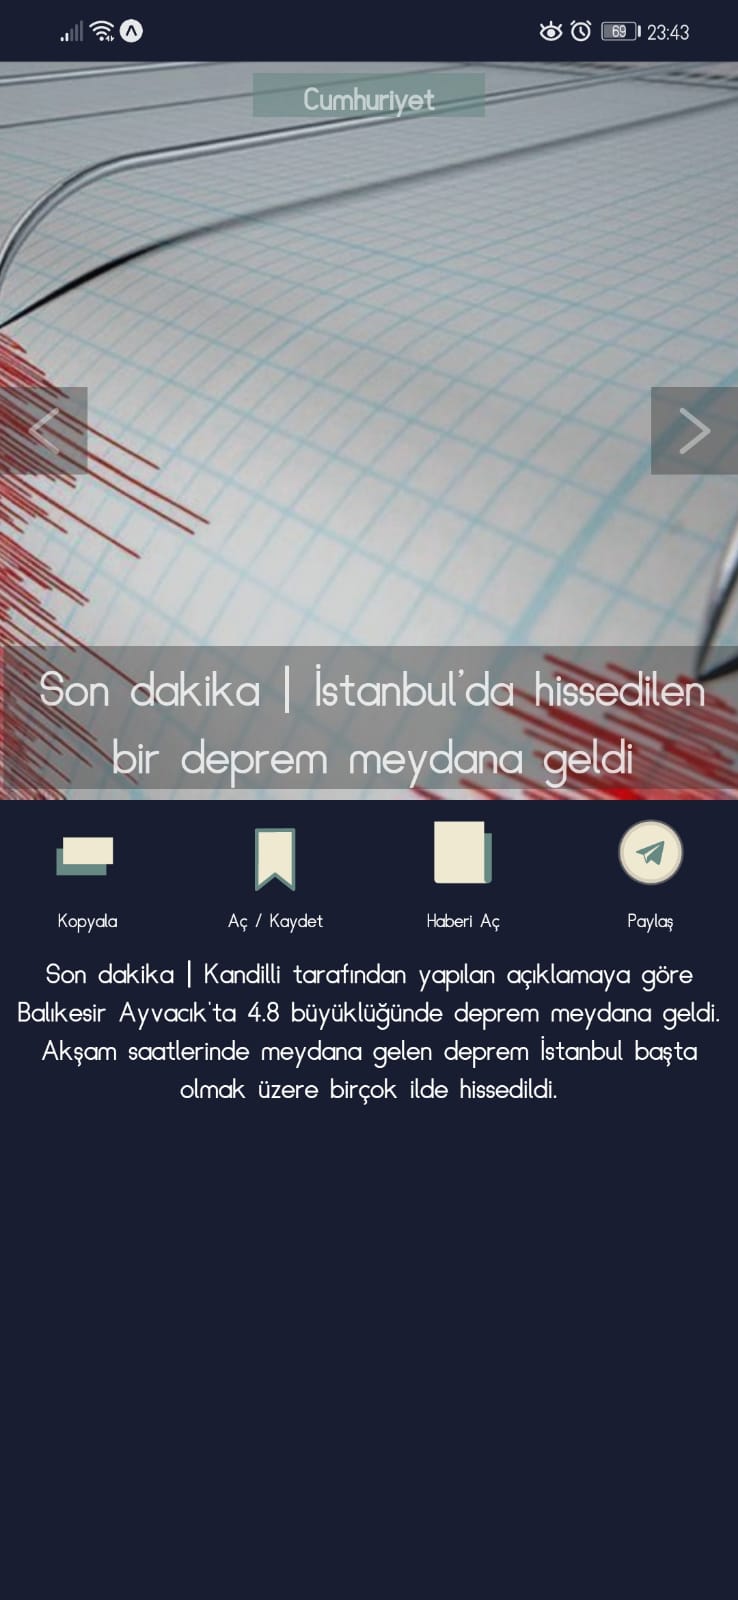 69 23:43
Cumhuriyet
Son dakika | İstanbul'da hissedilen
bir deprem meydana geldi
Kopyala Aç / Kaydet Haberi Aç Paylaş
Son dakika | Kandilli tarafından yapılan açıklamaya göre
Balıkesir Ayvacık'ta 4.8 büyüklüğünde deprem meydana geldi.
Akşam saatlerinde meydana gelen deprem İstanbul başta
olmak üzere birçok ilde hissedildi.